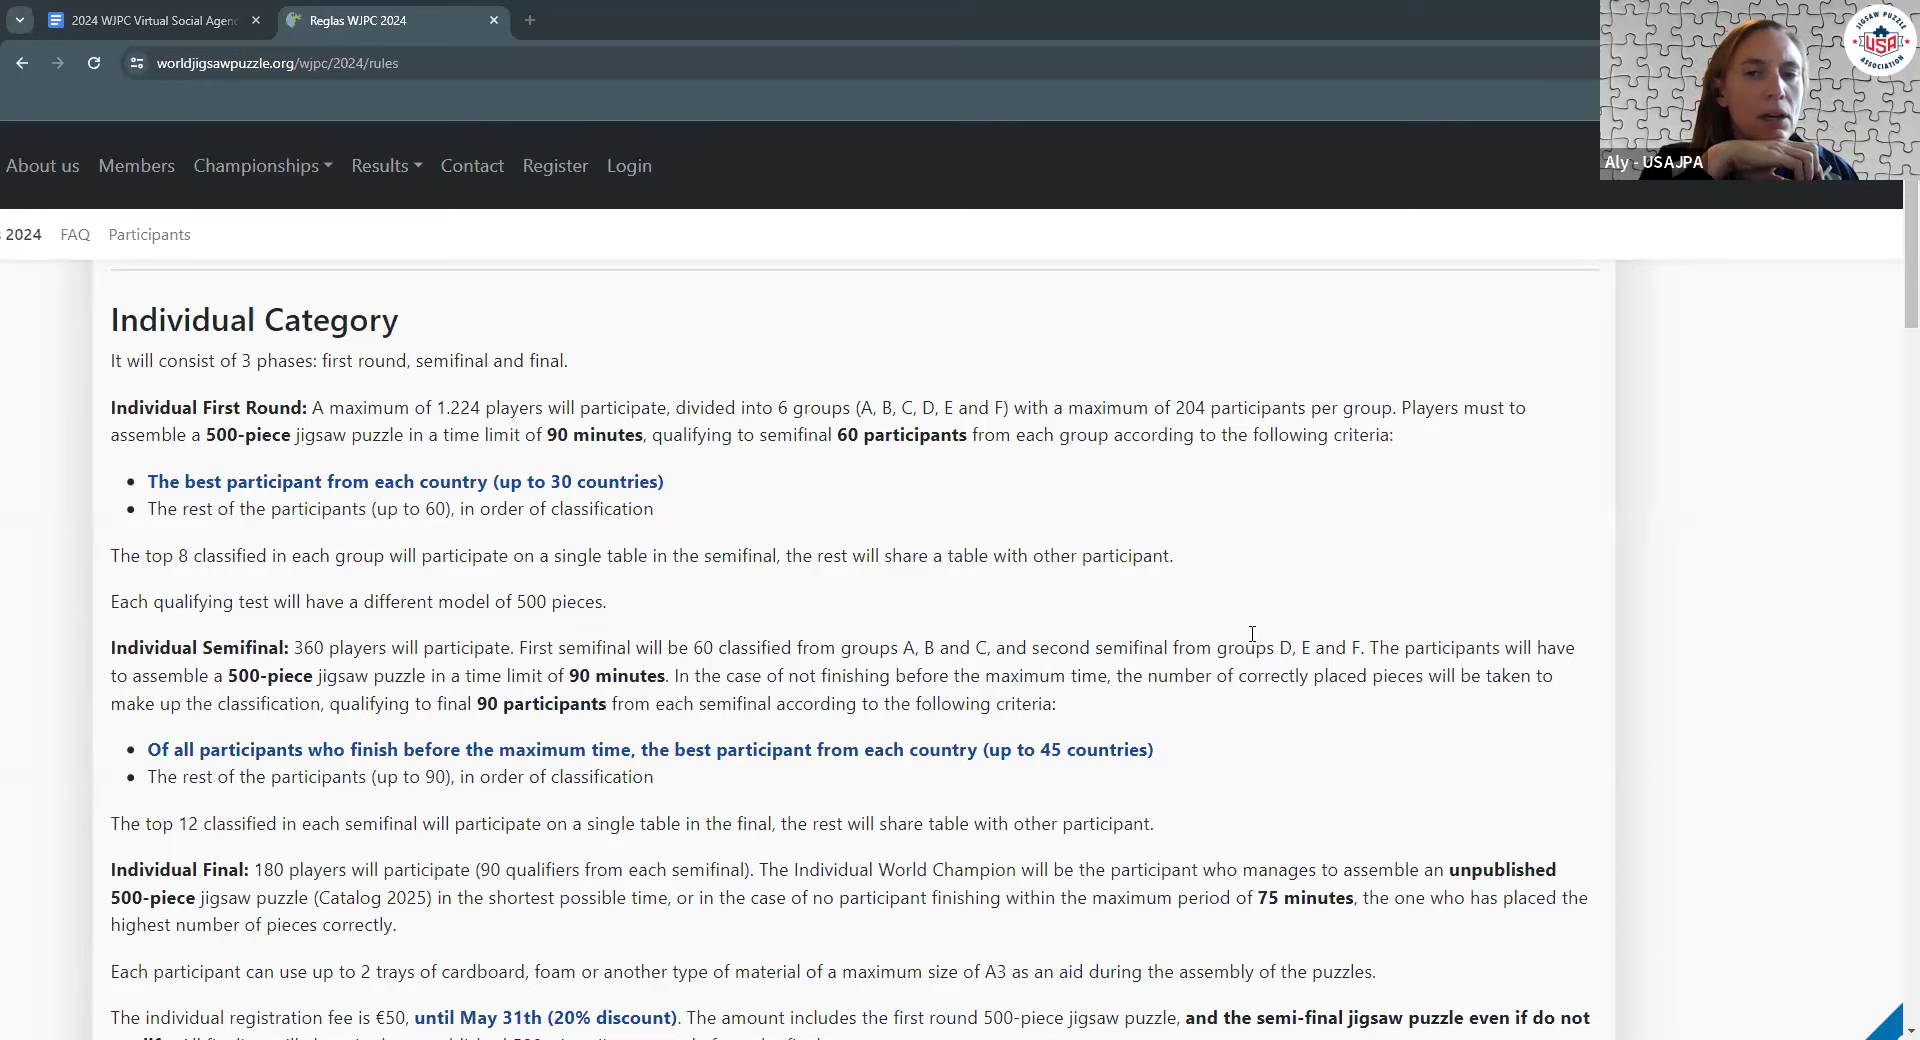 2024 WJPC Virtual Social Agen
Reglas WJPC 2024
worldjigsawpuzzle.org/wjpc/2024/rules
JIGSAW PUZZLE
USA
ASSOCIATION
Aly - USAJPA
About us Members Championships Results Contact Register Login
2024 FAQ Participants
Individual Category
It will consist of 3 phases: first round, semifinal and final.
Individual First Round: A maximum of 1.224 players will participate, divided into 6 groups (A, B, C, D, E and F) with a maximum of 204 participants per group. Players must to
assemble a 500-piece jigsaw puzzle in a time limit of 90 minutes, qualifying to semifinal 60 participants from each group according to the following criteria:
• The best participant from each country (up to 30 countries)
• The rest of the participants (up to 60), in order of classification
The top 8 classified in each group will participate on a single table in the semifinal, the rest will share a table with other participant.
Each qualifying test will have a different model of 500 pieces.
Individual Semifinal: 360 players will participate. First semifinal will be 60 classified from groups A, B and C, and second semifinal from groups D, E and F. The participants will have
to assemble a 500-piece jigsaw puzzle in a time limit of 90 minutes. In the case of not finishing before the maximum time, the number of correctly placed pieces will be taken to
make up the classification, qualifying to final 90 participants from each semifinal according to the following criteria:
• Of all participants who finish before the maximum time, the best participant from each country (up to 45 countries)
• The rest of the participants (up to 90), in order of classification
The top 12 classified in each semifinal will participate on a single table in the final, the rest will share table with other participant.
Individual Final: 180 players will participate (90 qualifiers from each semifinal). The Individual World Champion will be the participant who manages to assemble an unpublished
500-piece jigsaw puzzle (Catalog 2025) in the shortest possible time, or in the case of no participant finishing within the maximum period of 75 minutes, the one who has placed the
highest number of pieces correctly.
Each participant can use up to 2 trays of cardboard, foam or another type of material of a maximum size of A3 as an aid during the assembly of the puzzles.
The individual registration fee is €50, until May 31th (20% discount). The amount includes the first round 500-piece jigsaw puzzle, and the semi-final jigsaw puzzle even if do not